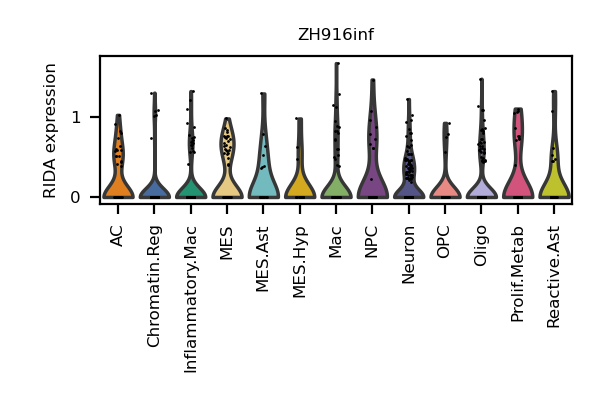 ZH916inf
RIDA expression
1
0
AC
Chromatin.Reg
Inflammatory.Mac
MES
MES.Ast
MES.Hyp
Mac
NPC
Neuron
OPC
Oligo
Prolif.Metab
Reactive.Ast